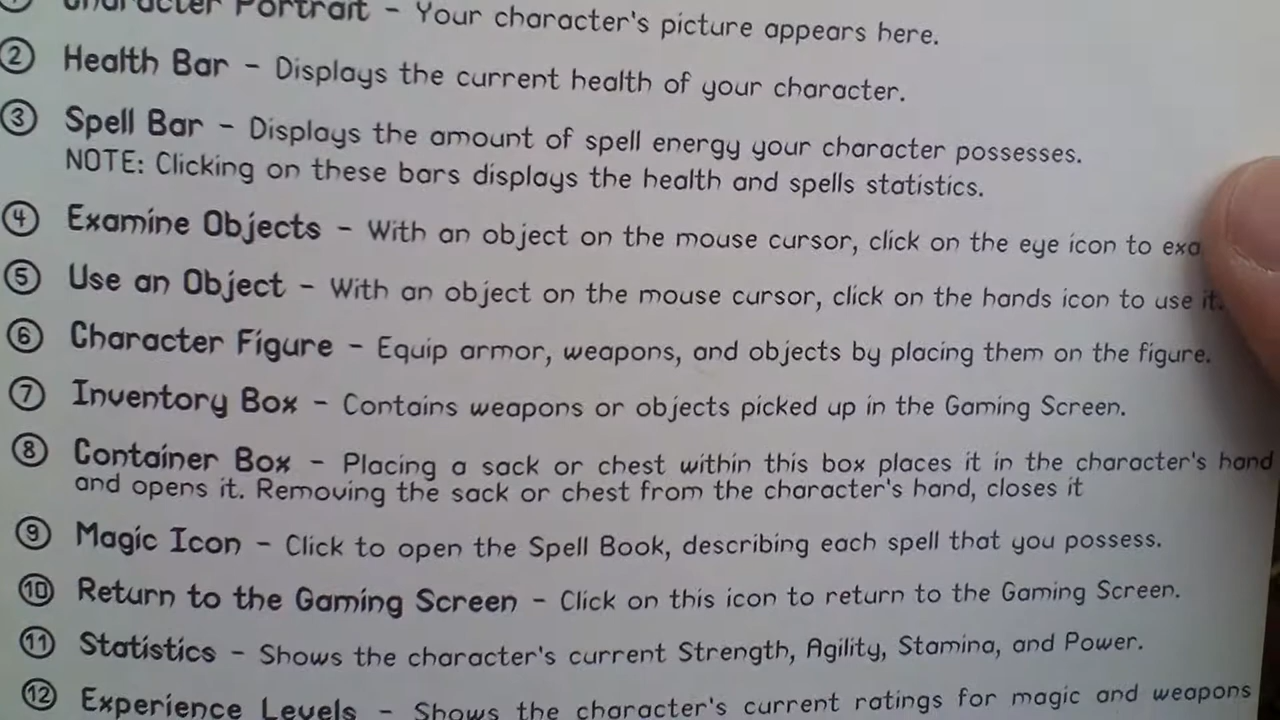 ① Character Portrait – Your character's picture appears here.
② Health Bar – Displays the current health of your character.
③ Spell Bar – Displays the amount of spell energy your character possesses.
NOTE: Clicking on these bars displays the health and spells statistics.
④ Examine Objects – With an object on the mouse cursor, click on the eye icon to exa
⑤ Use an Object – With an object on the mouse cursor, click on the hands icon to use it.
⑥ Character Figure – Equip armor, weapons, and objects by placing them on the figure.
⑦ Inventory Box – Contains weapons or objects picked up in the Gaming Screen.
⑧ Container Box – Placing a sack or chest within this box places it in the character's hand
and opens it. Removing the sack or chest from the character's hand, closes it
⑨ Magic Icon – Click to open the Spell Book, describing each spell that you possess.
⑩ Return to the Gaming Screen – Click on this icon to return to the Gaming Screen.
⑪ Statistics – Shows the character's current Strength, Agility, Stamina, and Power.
⑫ Experience Levels – Shows the character's current ratings for magic and weapons